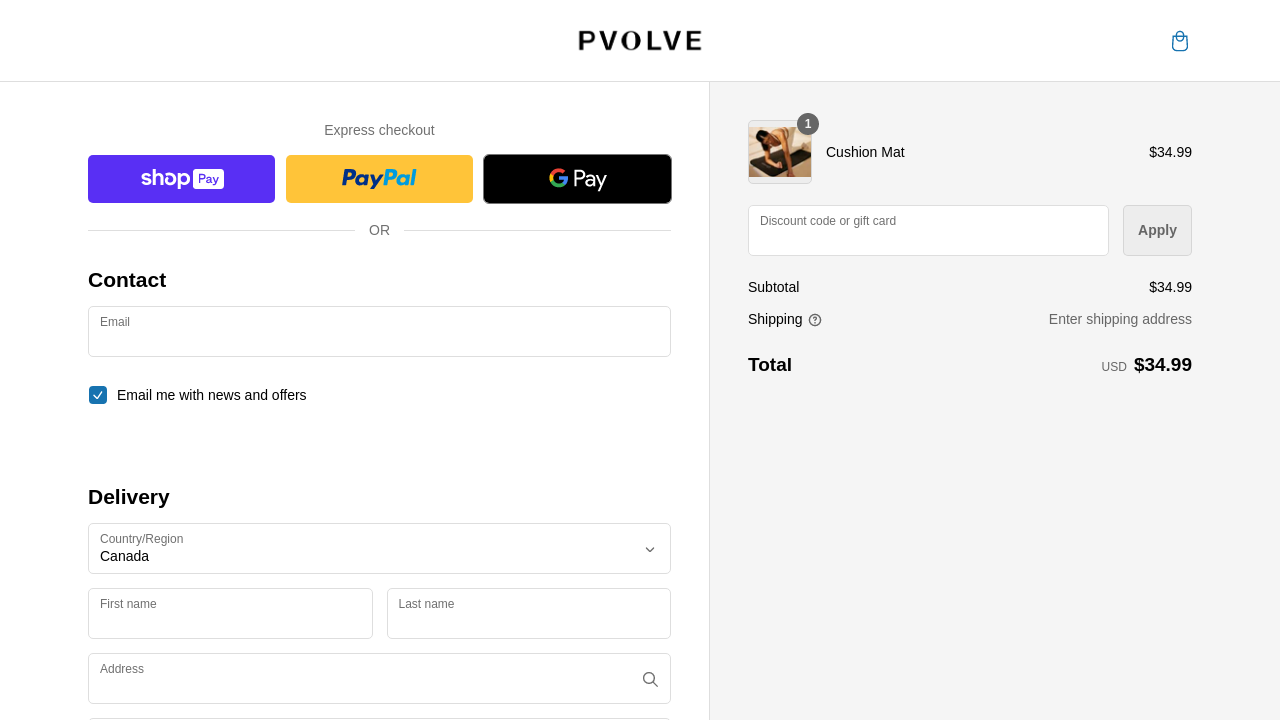 PVOLVE
Express checkout
shop Pay
PayPal
G Pay
OR
Contact
Email
Email me with news and offers
Delivery
Country/Region
Canada
First name
Last name
Address
1
Cushion Mat
$34.99
Discount code or gift card
Apply
Subtotal
$34.99
Shipping
Enter shipping address
Total
USD $34.99